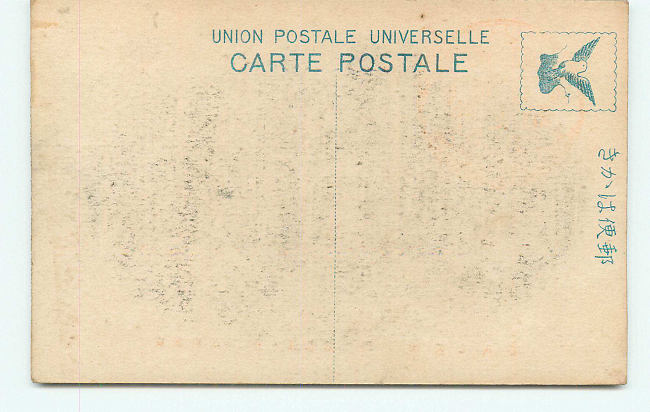 UNION POSTALE UNIVERSELLE
CARTE POSTALE
郵便はかき